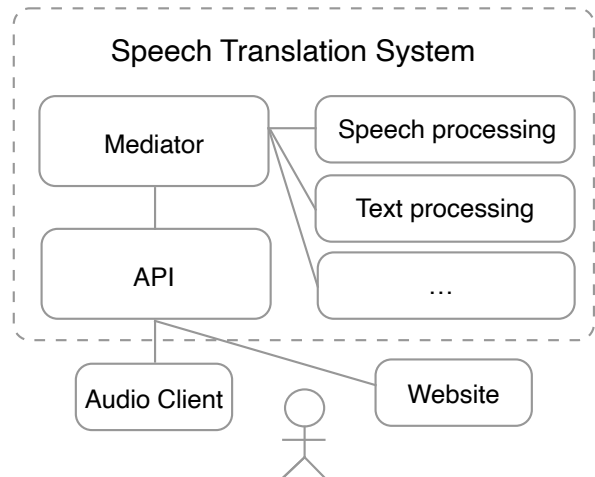 Speech Translation System
Mediator
Speech processing
Text processing
API
…
Audio Client
Website